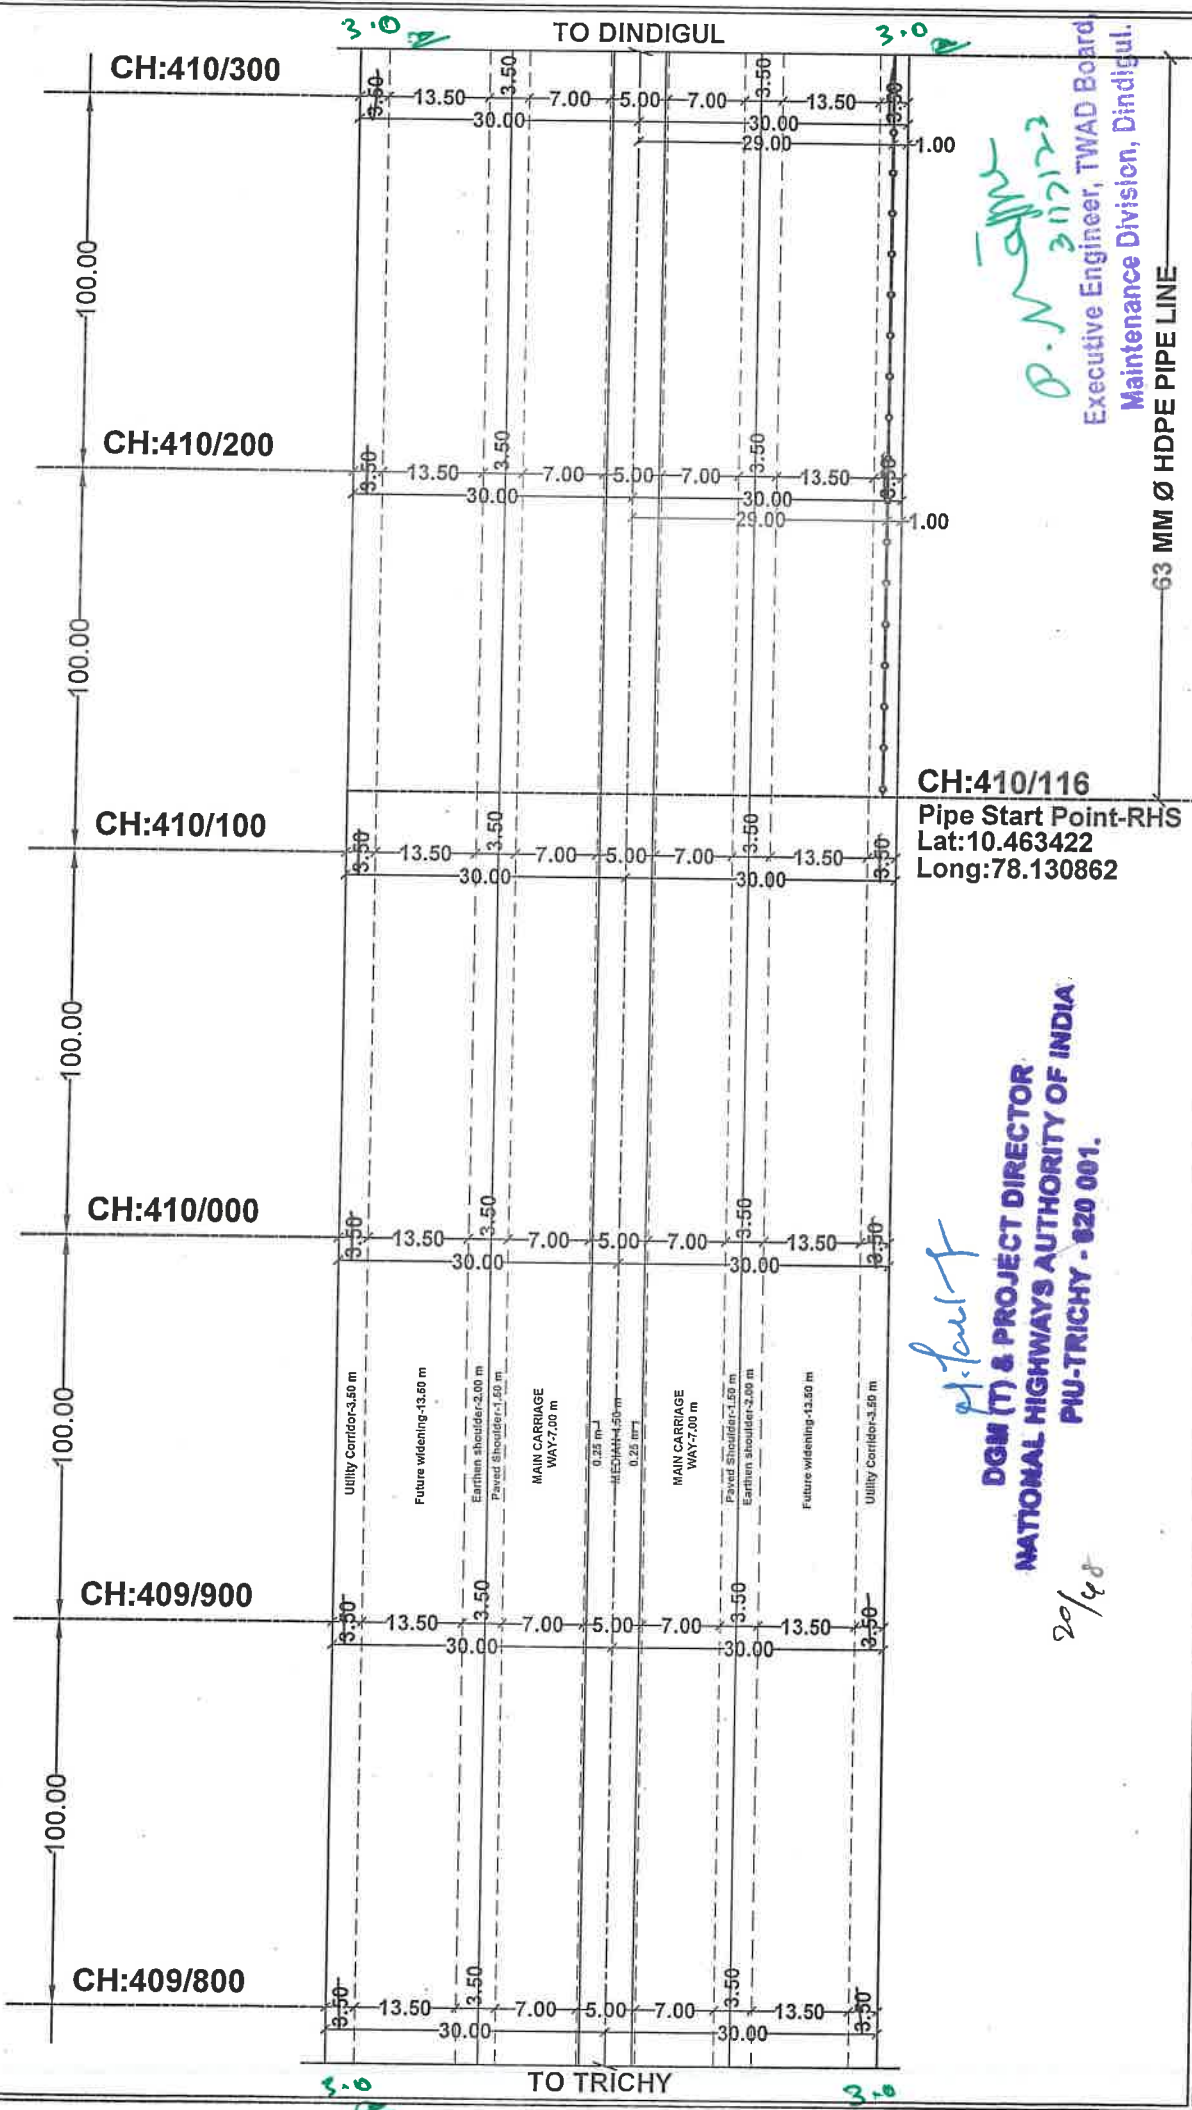 3.0
TO DINDIGUL
3.0
CH:410/300
3.50 13.50 3.50 7.00 5.00 7.00 3.50 13.50 3.50
30.00 30.00
29.00 1.00
100.00
CH:410/200
3.50 13.50 3.50 7.00 5.00 7.00 3.50 13.50 3.50
30.00 30.00
29.00 1.00
31/7/23
Executive Engineer, TWAD Board,
Maintenance Division, Dindigul.
63 MM Ø HDPE PIPE LINE
100.00
CH:410/116
Pipe Start Point-RHS
Lat:10.463422
Long:78.130862
CH:410/100
3.50 13.50 3.50 7.00 5.00 7.00 3.50 13.50 3.50
30.00 30.00
100.00
CH:410/000
3.50 13.50 3.50 7.00 5.00 7.00 3.50 13.50 3.50
30.00 30.00
DGM (T) & PROJECT DIRECTOR
NATIONAL HIGHWAYS AUTHORITY OF INDIA
PIU-TRICHY - 620 001.
100.00
Utility Corridor-3.50 m
Future widening-13.50 m
Earthen shoulder-2.00 m
Paved Shoulder-1.50 m
MAIN CARRIAGE
WAY-7.00 m
0.25 m
MEDIAN-4.50 m
0.25 m
MAIN CARRIAGE
WAY-7.00 m
Paved Shoulder-1.50 m
Earthen shoulder-2.00 m
Future widening-13.50 m
Utility Corridor-3.50 m
CH:409/900
3.50 13.50 3.50 7.00 5.00 7.00 3.50 13.50 3.50
30.00 30.00
20/48
100.00
CH:409/800
3.50 13.50 3.50 7.00 5.00 7.00 3.50 13.50 3.50
30.00 30.00
TO TRICHY
3.0
3.0